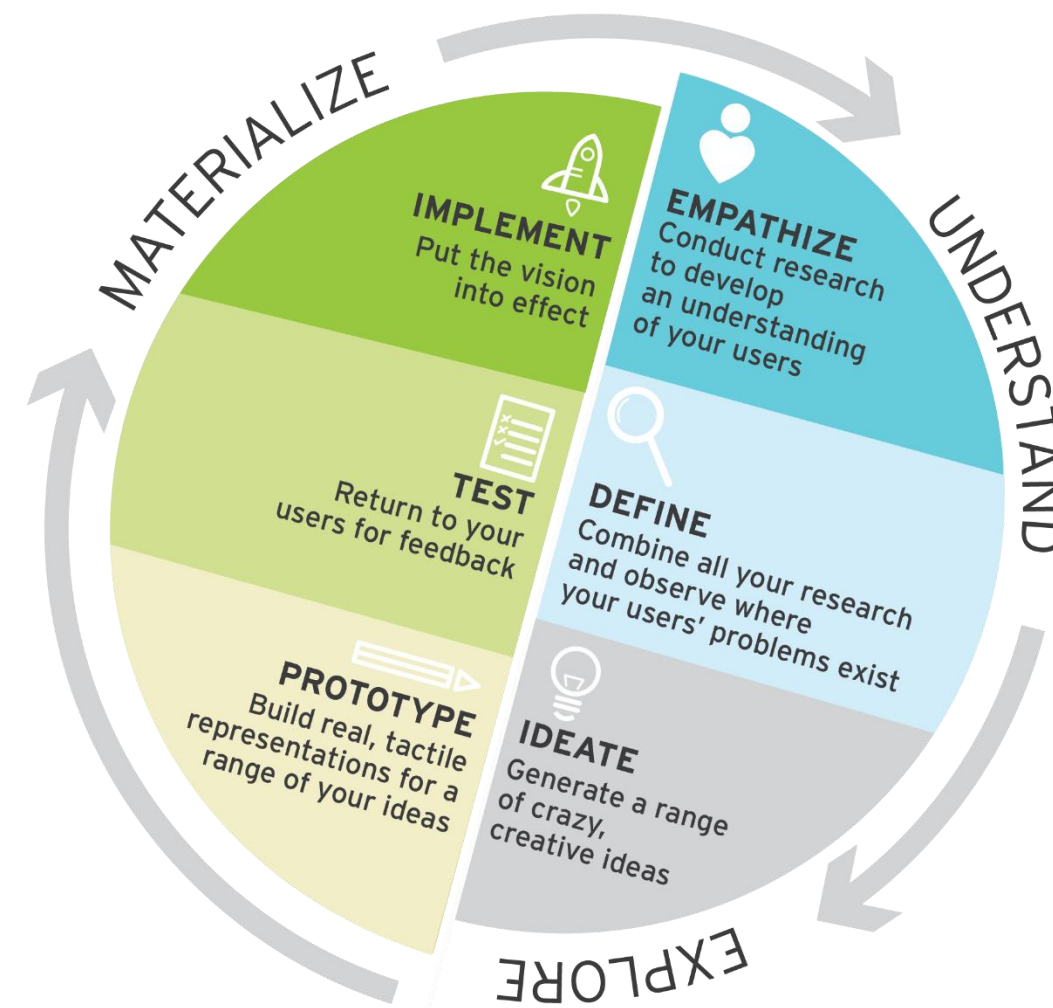 MATERIALIZE
UNDERSTAND
EXPLORE
EMPATHIZE
Conduct research
to develop
an understanding
of your users
DEFINE
Combine all your research
and observe where
your users’ problems exist
IDEATE
Generate a range
of crazy,
creative ideas
PROTOTYPE
Build real, tactile
representations for a
range of your ideas
TEST
Return to your
users for feedback
IMPLEMENT
Put the vision
into effect